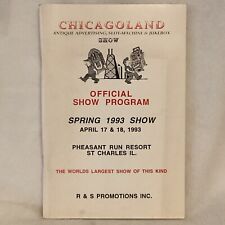 CHICAGOLAND
ANTIQUE ADVERTISING, SLOT-MACHINE & JUKEBOX
SHOW
OFFICIAL
SHOW PROGRAM
SPRING 1993 SHOW
APRIL 17 & 18, 1993
PHEASANT RUN RESORT
ST CHARLES IL.
THE WORLDS LARGEST SHOW OF THIS KIND
R & S PROMOTIONS INC.